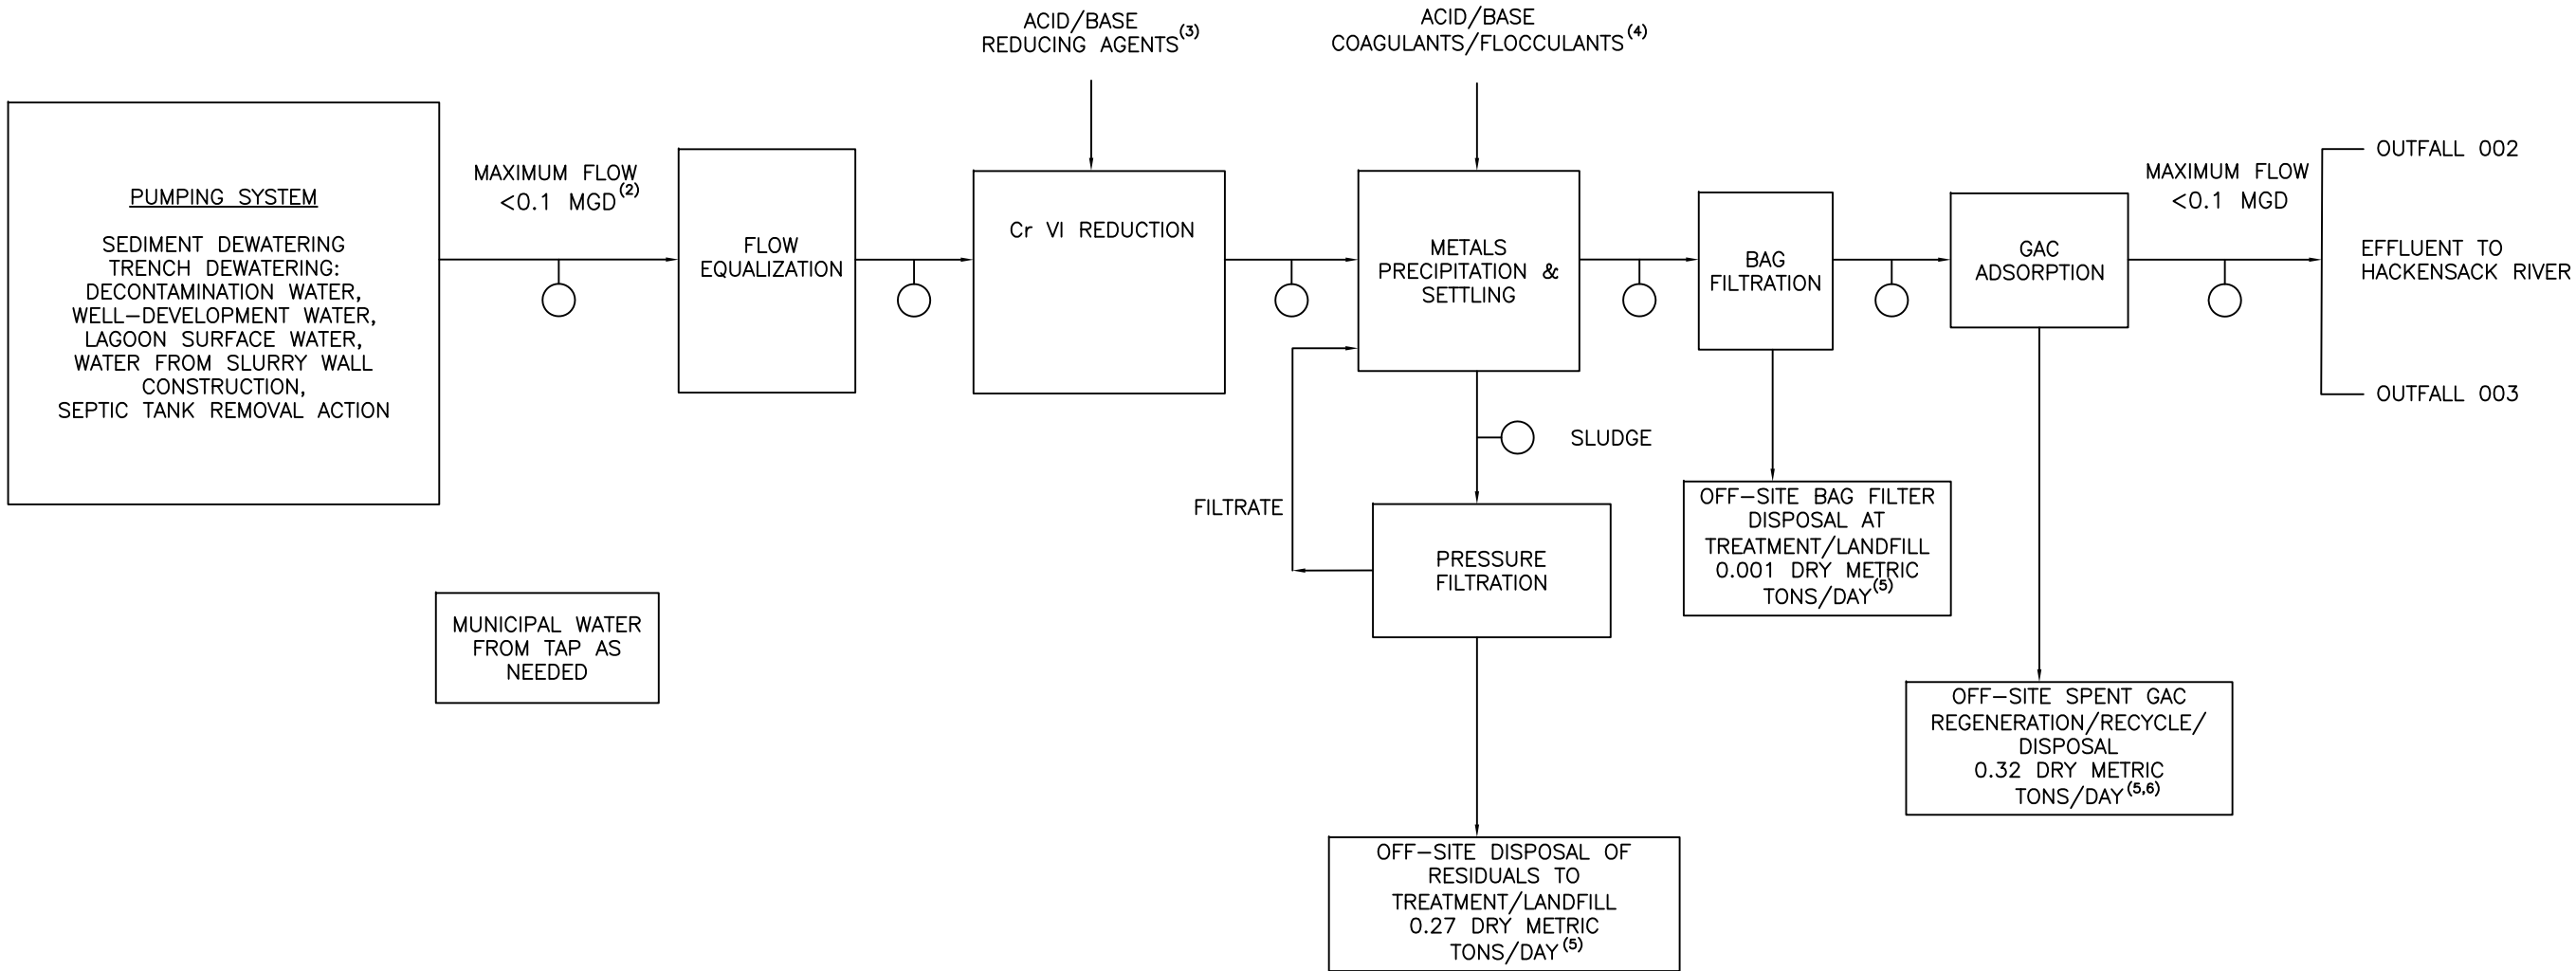 ACID/BASE
REDUCING AGENTS(3)
ACID/BASE
COAGULANTS/FLOCCULANTS(4)
PUMPING SYSTEM
SEDIMENT DEWATERING
TRENCH DEWATERING:
DECONTAMINATION WATER,
WELL-DEVELOPMENT WATER,
LAGOON SURFACE WATER,
WATER FROM SLURRY WALL
CONSTRUCTION,
SEPTIC TANK REMOVAL ACTION
MAXIMUM FLOW
<0.1 MGD(2)
FLOW
EQUALIZATION
Cr VI REDUCTION
METALS
PRECIPITATION &
SETTLING
BAG
FILTRATION
GAC
ADSORPTION
MAXIMUM FLOW
<0.1 MGD
OUTFALL 002
EFFLUENT TO
HACKENSACK RIVER
OUTFALL 003
SLUDGE
FILTRATE
PRESSURE
FILTRATION
OFF-SITE BAG FILTER
DISPOSAL AT
TREATMENT/LANDFILL
0.001 DRY METRIC
TONS/DAY(5)
MUNICIPAL WATER
FROM TAP AS
NEEDED
OFF-SITE SPENT GAC
REGENERATION/RECYCLE/
DISPOSAL
0.32 DRY METRIC
TONS/DAY(5,6)
OFF-SITE DISPOSAL OF
RESIDUALS TO
TREATMENT/LANDFILL
0.27 DRY METRIC
TONS/DAY(5)